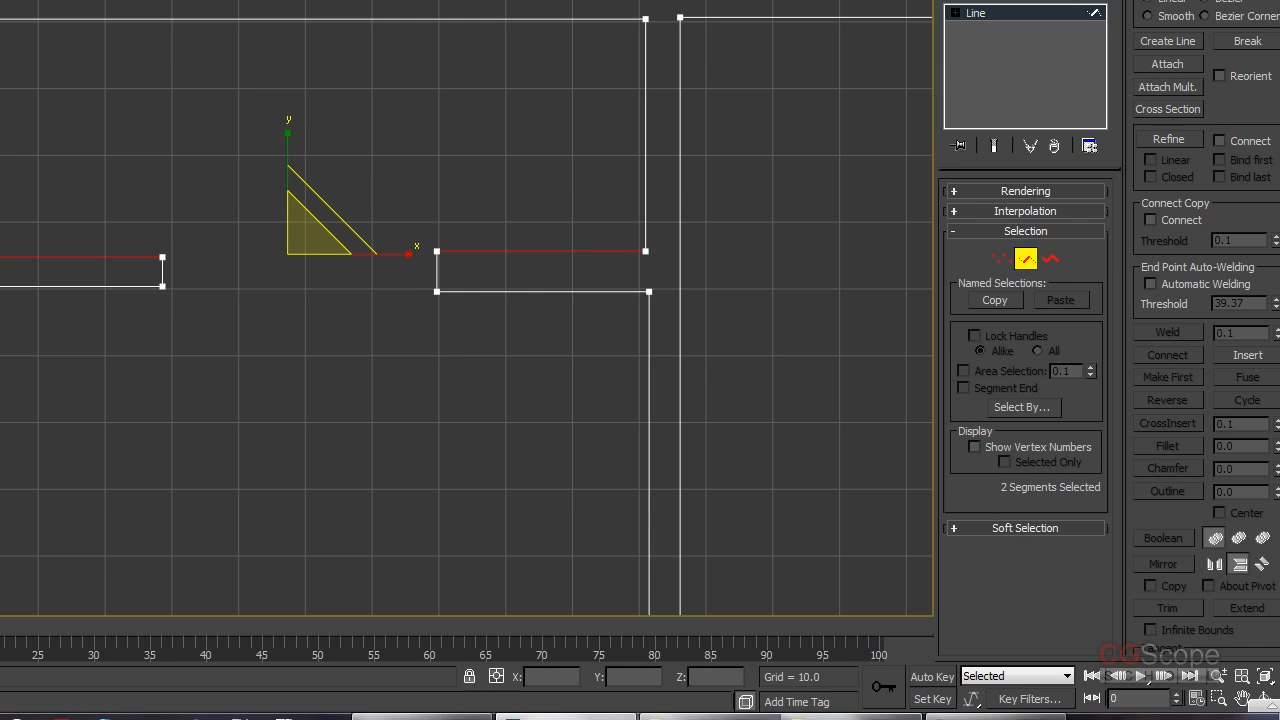 Line
Bezier
Smooth
Bezier Corner
Create Line
Break
Attach
Reorient
Attach Mult.
Cross Section
Refine
Connect
Linear
Bind first
Closed
Bind last
Connect Copy
Connect
Threshold
0.1
End Point Auto-Welding
Automatic Welding
Threshold
39.37
Weld
0.1
Connect
Insert
Make First
Fuse
Reverse
Cycle
CrossInsert
0.1
Fillet
0.0
Chamfer
0.0
Outline
0.0
Center
Boolean
Mirror
Copy
About Pivot
Trim
Extend
Infinite Bounds
+ Rendering
+ Interpolation
- Selection
Named Selections:
Copy
Paste
Lock Handles
Alike
All
Area Selection:
0.1
Segment End
Select By...
Display
Show Vertex Numbers
Selected Only
2 Segments Selected
+ Soft Selection
y
x
25 30 35 40 45 50 55 60 65 70 75 80 85 90 95 100
X:
Y:
Z:
Grid = 10.0
Add Time Tag
Auto Key
Selected
Set Key
Key Filters...
0
CGScope